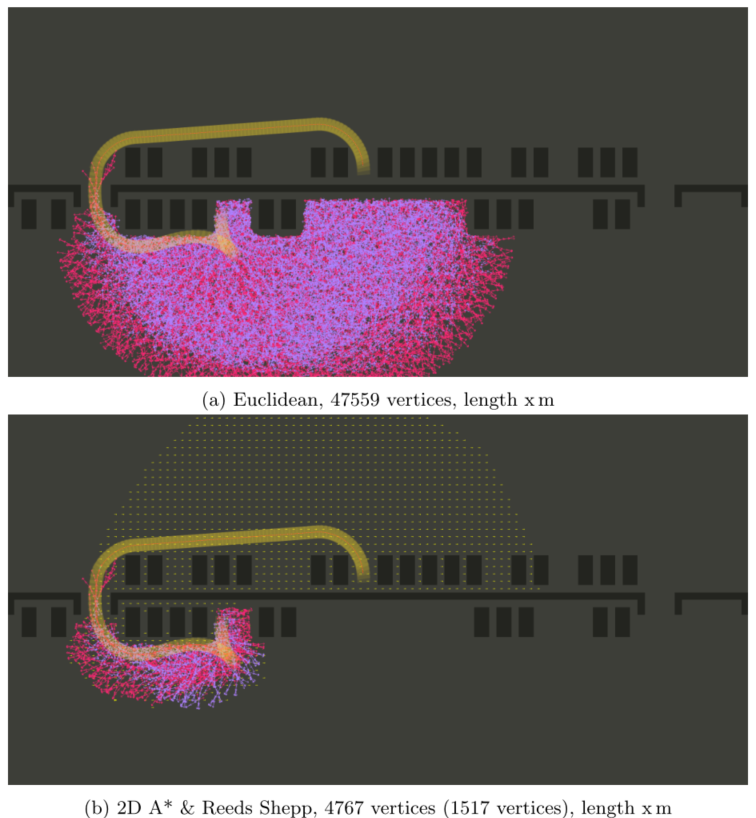 (a) Euclidean, 47559 vertices, length x m
(b) 2D A* & Reeds Shepp, 4767 vertices (1517 vertices), length x m